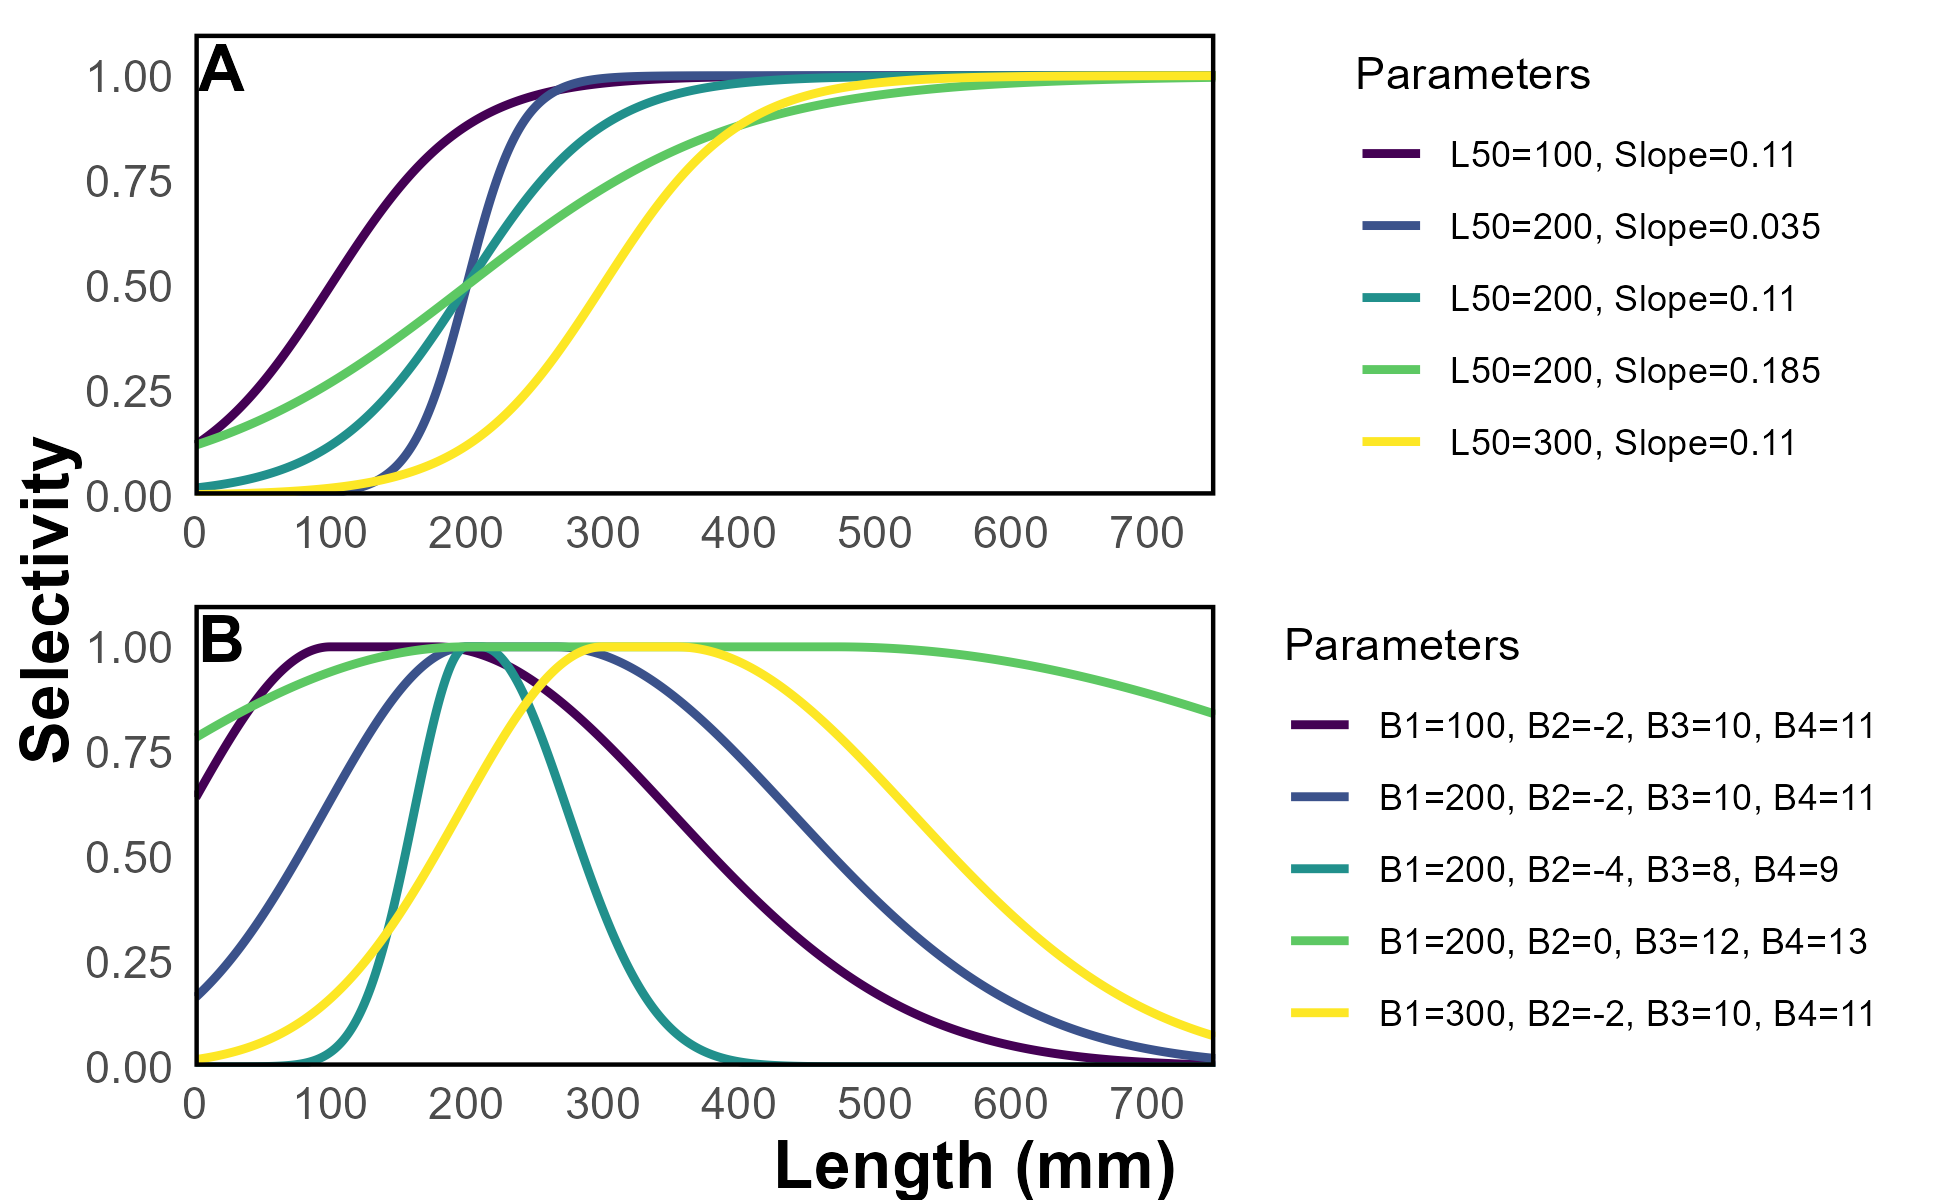 A
Parameters
1.00
0.75
0.50
0.25
0.00
L50=100, Slope=0.11
L50=200, Slope=0.035
L50=200, Slope=0.11
L50=200, Slope=0.185
L50=300, Slope=0.11
0 100 200 300 400 500 600 700
Selectivity
B
Parameters
1.00
0.75
0.50
0.25
0.00
B1=100, B2=-2, B3=10, B4=11
B1=200, B2=-2, B3=10, B4=11
B1=200, B2=-4, B3=8, B4=9
B1=200, B2=0, B3=12, B4=13
B1=300, B2=-2, B3=10, B4=11
0 100 200 300 400 500 600 700
Length (mm)